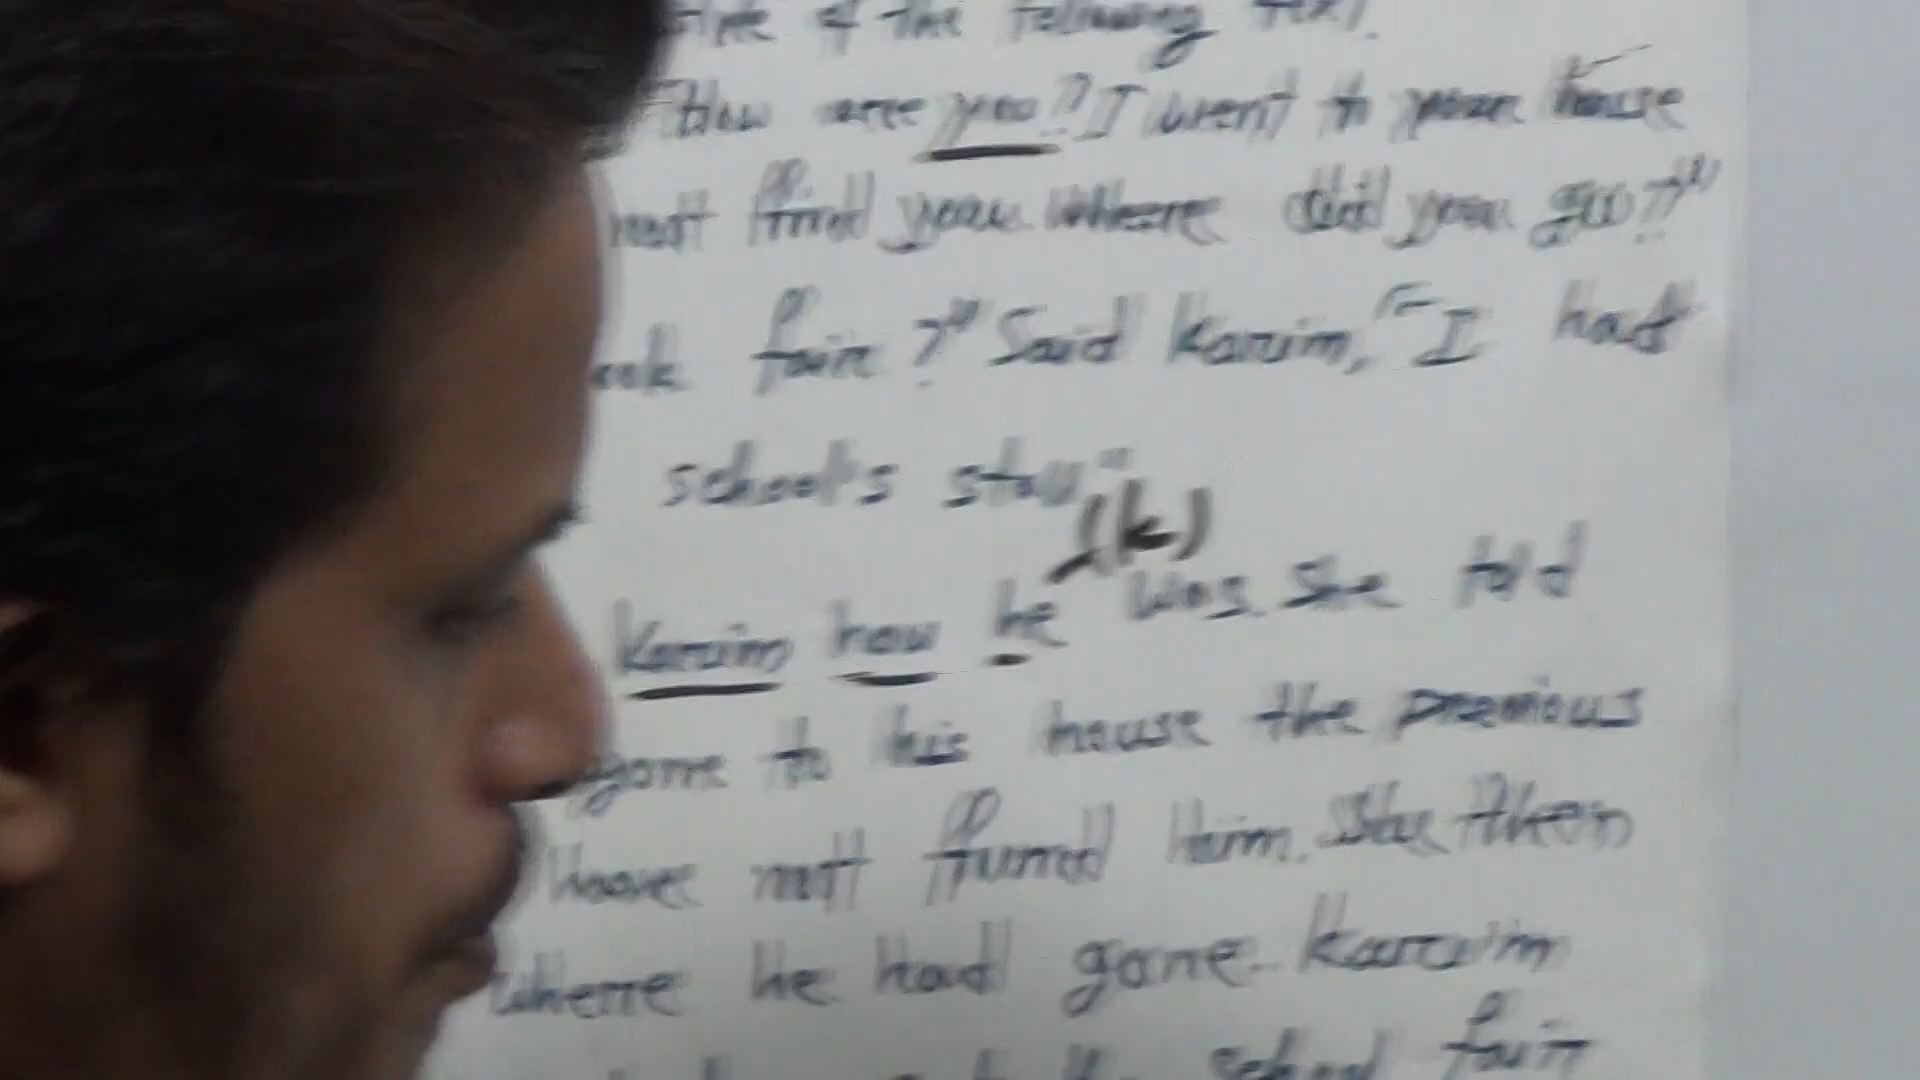 of the following text.
"How are you? I went to your house
not find you. Where did you go?"
fair?" Said Karim, "I had
school's stall"
(k)
Karim how he was. She told
gone to his house the previous
have not found him. She then
where he had gone. Karim
school fair